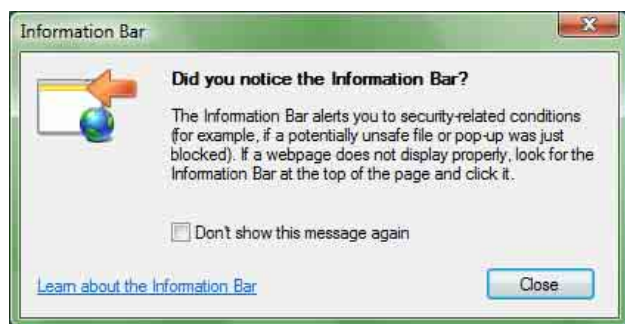 Information Bar
Did you notice the Information Bar?
The Information Bar alerts you to security-related conditions
(for example, if a potentially unsafe file or pop-up was just
blocked). If a webpage does not display properly, look for the
Information Bar at the top of the page and click it.
Don't show this message again
Learn about the Information Bar
Close